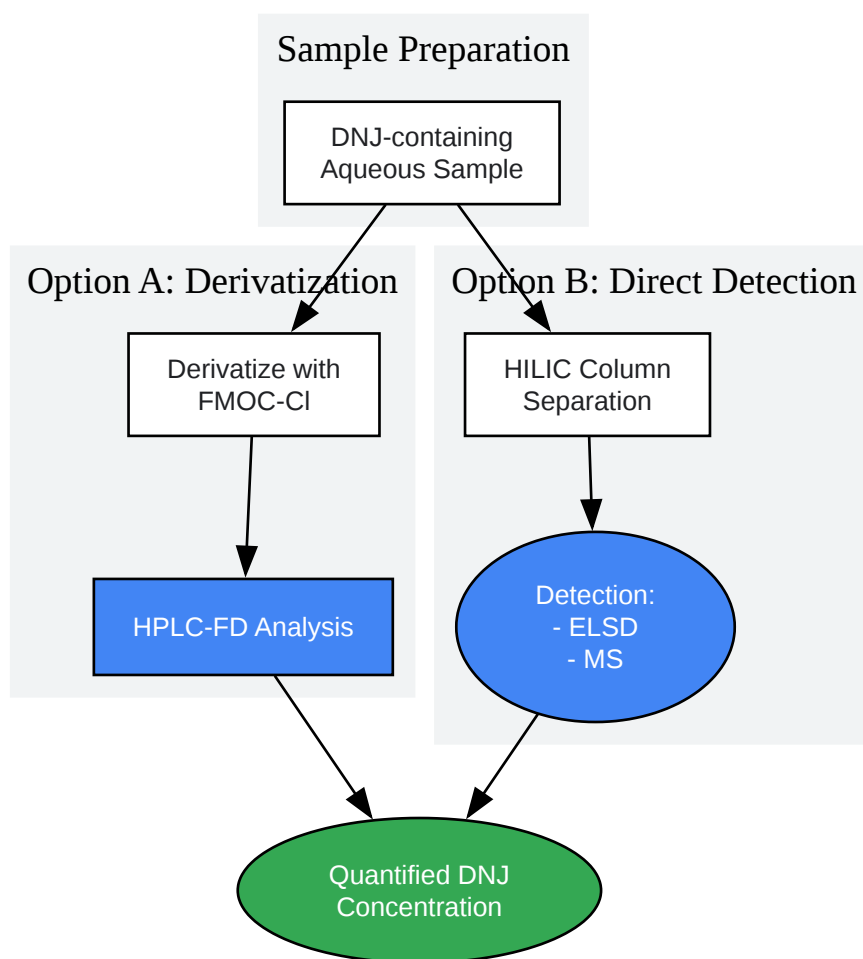 Sample Preparation
DNJ-containing
Aqueous Sample
Option A: Derivatization
Derivatize with
FMOC-Cl
HPLC-FD Analysis
Option B: Direct Detection
HILIC Column
Separation
Detection:
- ELSD
- MS
Quantified DNJ
Concentration